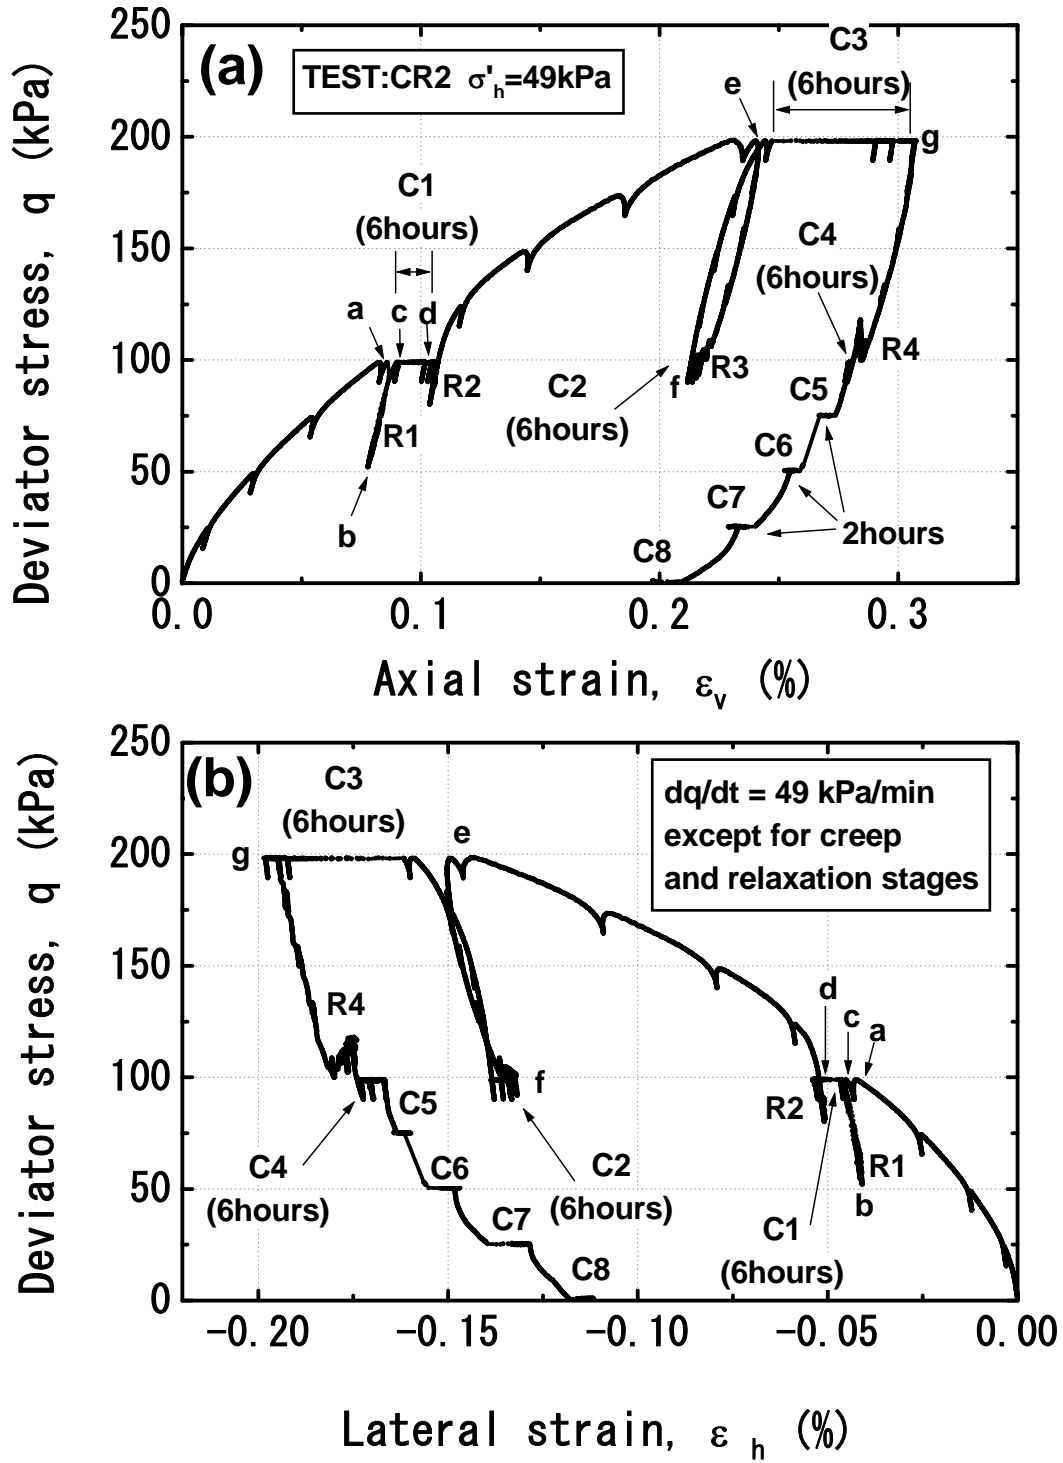 (a)
TEST:CR2 σ'h=49kPa
C3
(6hours)
e
g
C1
(6hours)
a
c
d
C4
(6hours)
R4
R2
R3
f
C2
(6hours)
R1
b
C5
C6
C7
C8
2hours
250
200
150
100
50
0
0.0
0.1
0.2
0.3
Deviator stress, q (kPa)
Axial strain, εv (%)
(b)
C3
(6hours)
g
e
dq/dt = 49 kPa/min
except for creep
and relaxation stages
R4
d
c
a
f
R2
R1
b
C5
C4
(6hours)
C6
C2
(6hours)
C7
C1
(6hours)
C8
250
200
150
100
50
0
-0.20
-0.15
-0.10
-0.05
0.00
Deviator stress, q (kPa)
Lateral strain, ε h (%)